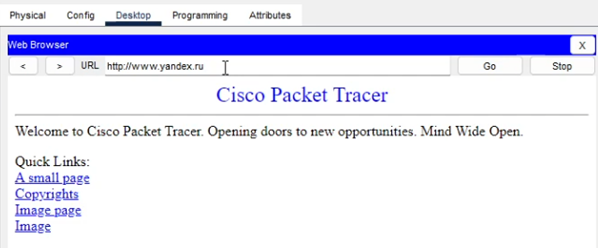 Physical Config Desktop Programming Attributes
Web Browser X
< > URL http://www.yandex.ru Go Stop
Cisco Packet Tracer
Welcome to Cisco Packet Tracer. Opening doors to new opportunities. Mind Wide Open.
Quick Links:
A small page
Copyrights
Image page
Image